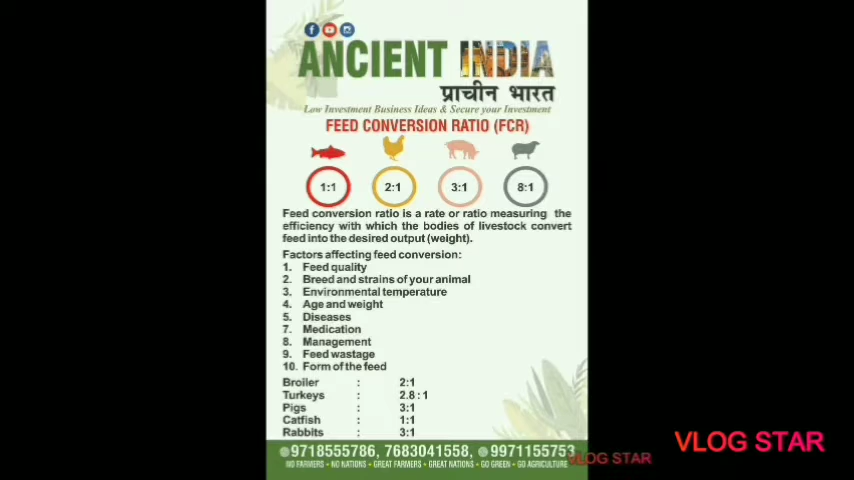 ANCIENT INDIA
प्राचीन भारत
Low Investment Business Ideas & Secure your Investment
FEED CONVERSION RATIO (FCR)
1:1 2:1 3:1 8:1
Feed conversion ratio is a rate or ratio measuring the
efficiency with which the bodies of livestock convert
feed into the desired output (weight).
Factors affecting feed conversion:
1. Feed quality
2. Breed and strains of your animal
3. Environmental temperature
4. Age and weight
5. Diseases
7. Medication
8. Management
9. Feed wastage
10. Form of the feed
Broiler : 2:1
Turkeys : 2.8 : 1
Pigs : 3:1
Catfish : 1:1
Rabbits : 3:1
9718555786, 7683041558, 9971155753
NO FARMERS • NO NATIONS • GREAT FARMERS • GREAT NATIONS • GO GREEN • GO AGRICULTURE
VLOG STAR
VLOG STAR